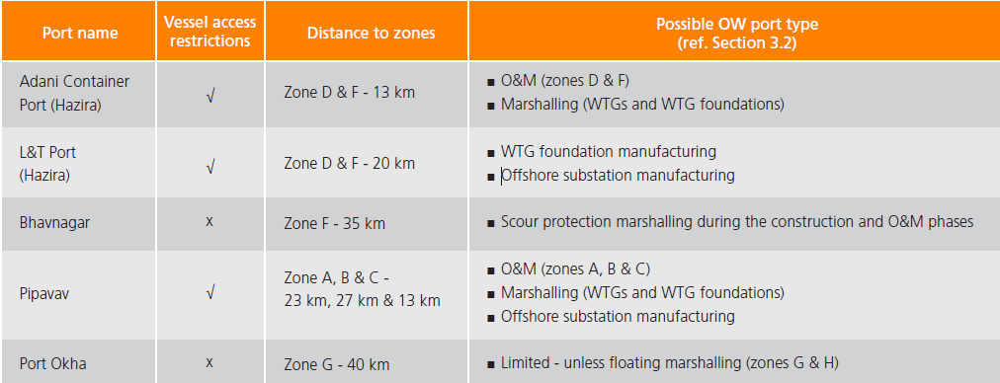 Port name
Vessel access
restrictions
Distance to zones
Possible OW port type
(ref. Section 3.2)
Adani Container
Port (Hazira)
√
Zone D & F - 13 km
■ O&M (zones D & F)
■ Marshalling (WTGs and WTG foundations)
L&T Port
(Hazira)
√
Zone D & F - 20 km
■ WTG foundation manufacturing
■ Offshore substation manufacturing
Bhavnagar
x
Zone F - 35 km
■ Scour protection marshalling during the construction and O&M phases
Pipavav
√
Zone A, B & C -
23 km, 27 km & 13 km
■ O&M (zones A, B & C)
■ Marshalling (WTGs and WTG foundations)
■ Offshore substation manufacturing
Port Okha
x
Zone G - 40 km
■ Limited - unless floating marshalling (zones G & H)